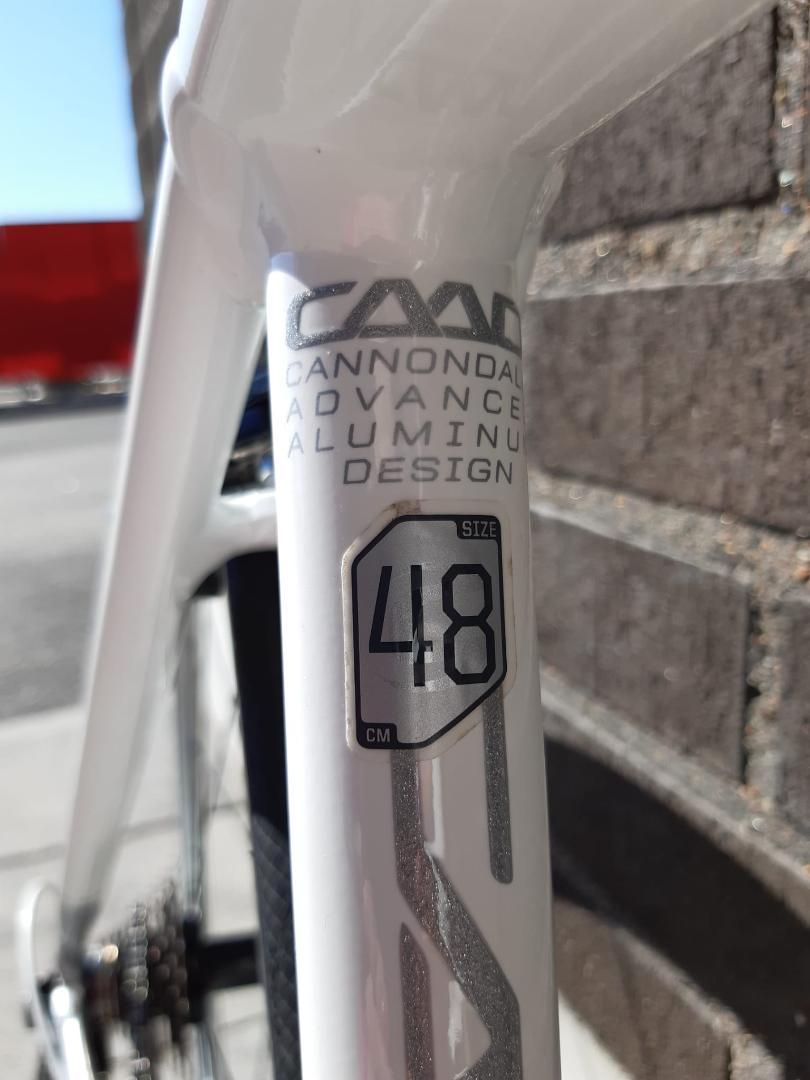 CAAD
CANNONDAL
ADVANCE
ALUMINU
DESIGN
SIZE
48
CM